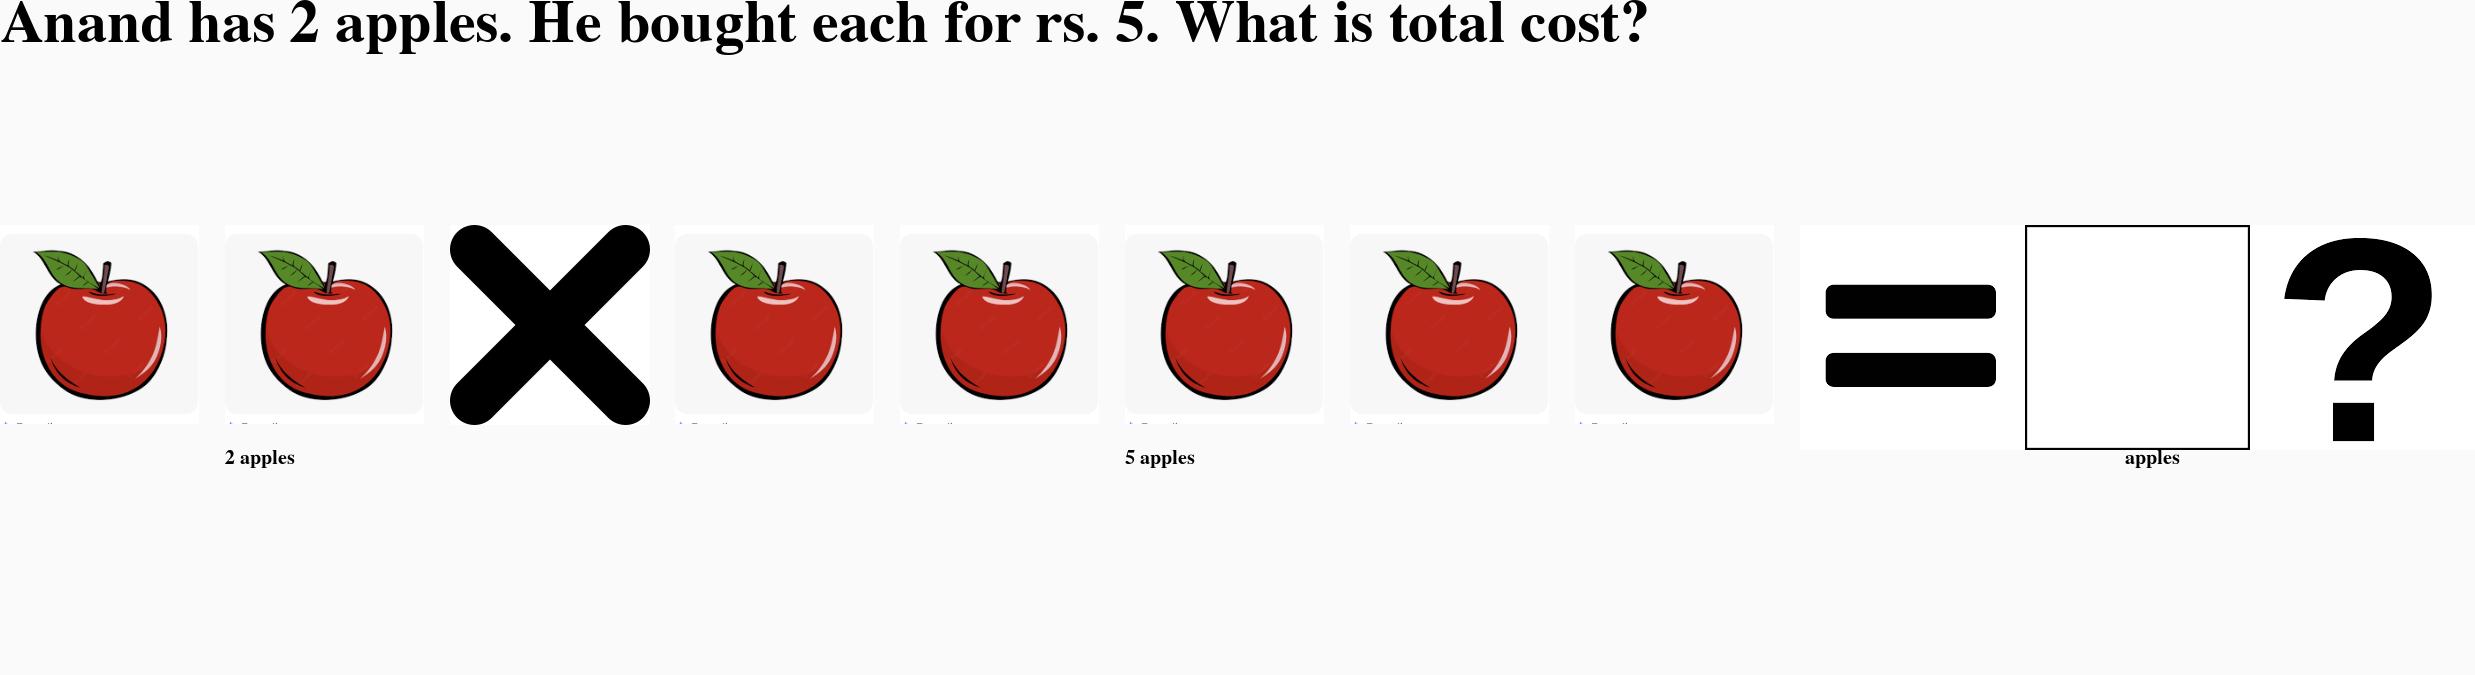 Anand has 2 apples. He bought each for rs. 5. What is total cost?
2 apples
5 apples
apples